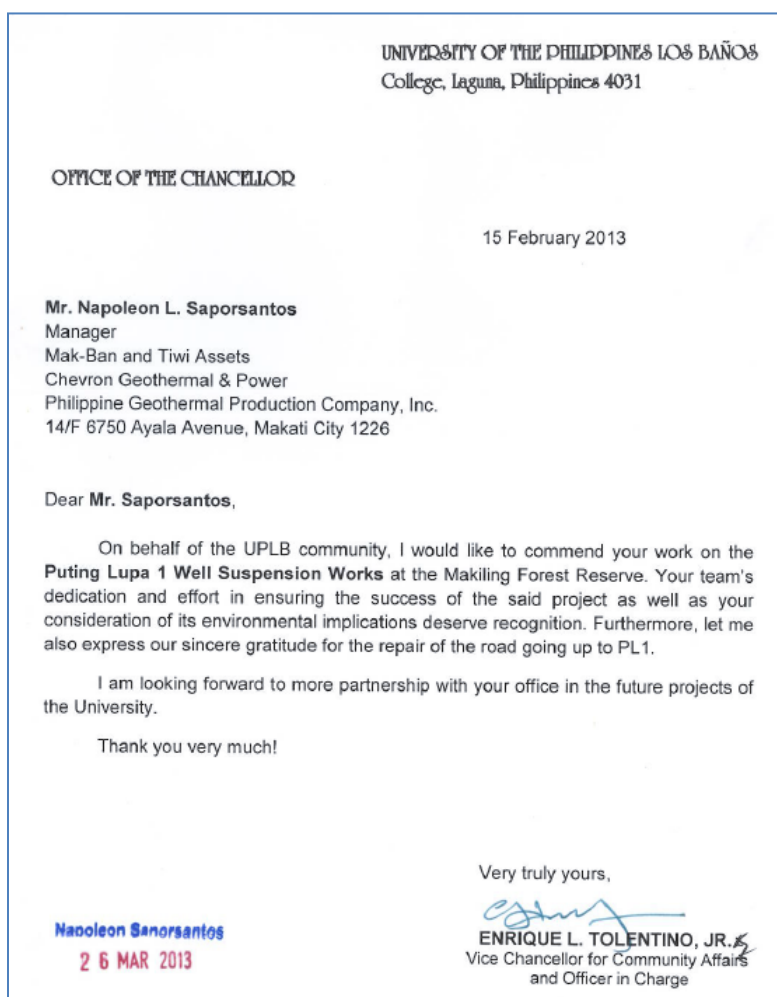 UNIVERSITY OF THE PHILIPPINES LOS BAÑOS
College, Laguna, Philippines 4031
OFFICE OF THE CHANCELLOR
15 February 2013
Mr. Napoleon L. Saporsantos
Manager
Mak-Ban and Tiwi Assets
Chevron Geothermal & Power
Philippine Geothermal Production Company, Inc.
14/F 6750 Ayala Avenue, Makati City 1226
Dear Mr. Saporsantos,
On behalf of the UPLB community, I would like to commend your work on the
Puting Lupa 1 Well Suspension Works at the Makiling Forest Reserve. Your team's
dedication and effort in ensuring the success of the said project as well as your
consideration of its environmental implications deserve recognition. Furthermore, let me
also express our sincere gratitude for the repair of the road going up to PL1.
I am looking forward to more partnership with your office in the future projects of
the University.
Thank you very much!
Very truly yours,
ENRIQUE L. TOLENTINO, JR.
Vice Chancellor for Community Affairs
and Officer in Charge
Napoleon Saporsantos
26 MAR 2013